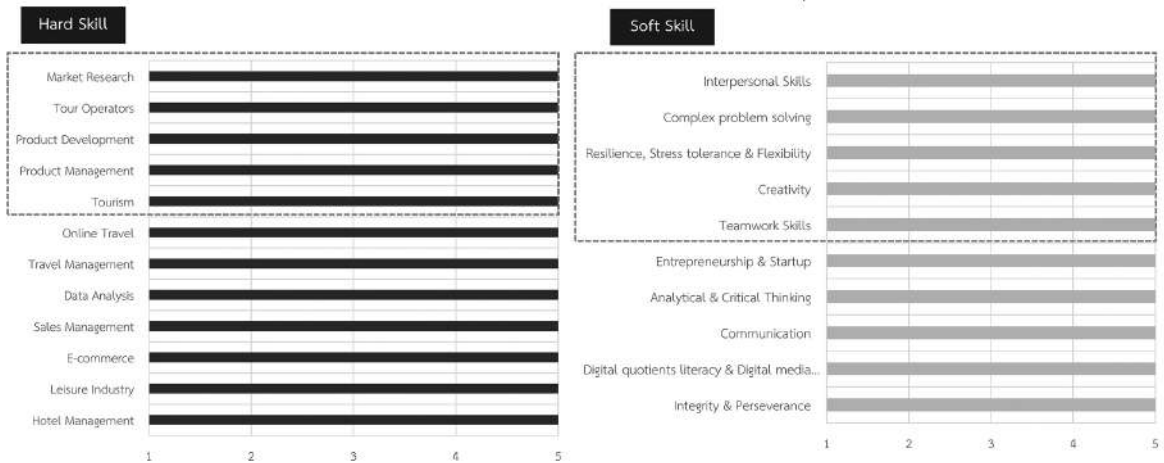 Hard Skill
Market Research
Tour Operators
Product Development
Product Management
Tourism
Online Travel
Travel Management
Data Analysis
Sales Management
E-commerce
Leisure Industry
Hotel Management
1 2 3 4 5
Soft Skill
Interpersonal Skills
Complex problem solving
Resilience, Stress tolerance & Flexibility
Creativity
Teamwork Skills
Entrepreneurship & Startup
Analytical & Critical Thinking
Communication
Digital quotients literacy & Digital media...
Integrity & Perseverance
1 2 3 4 5